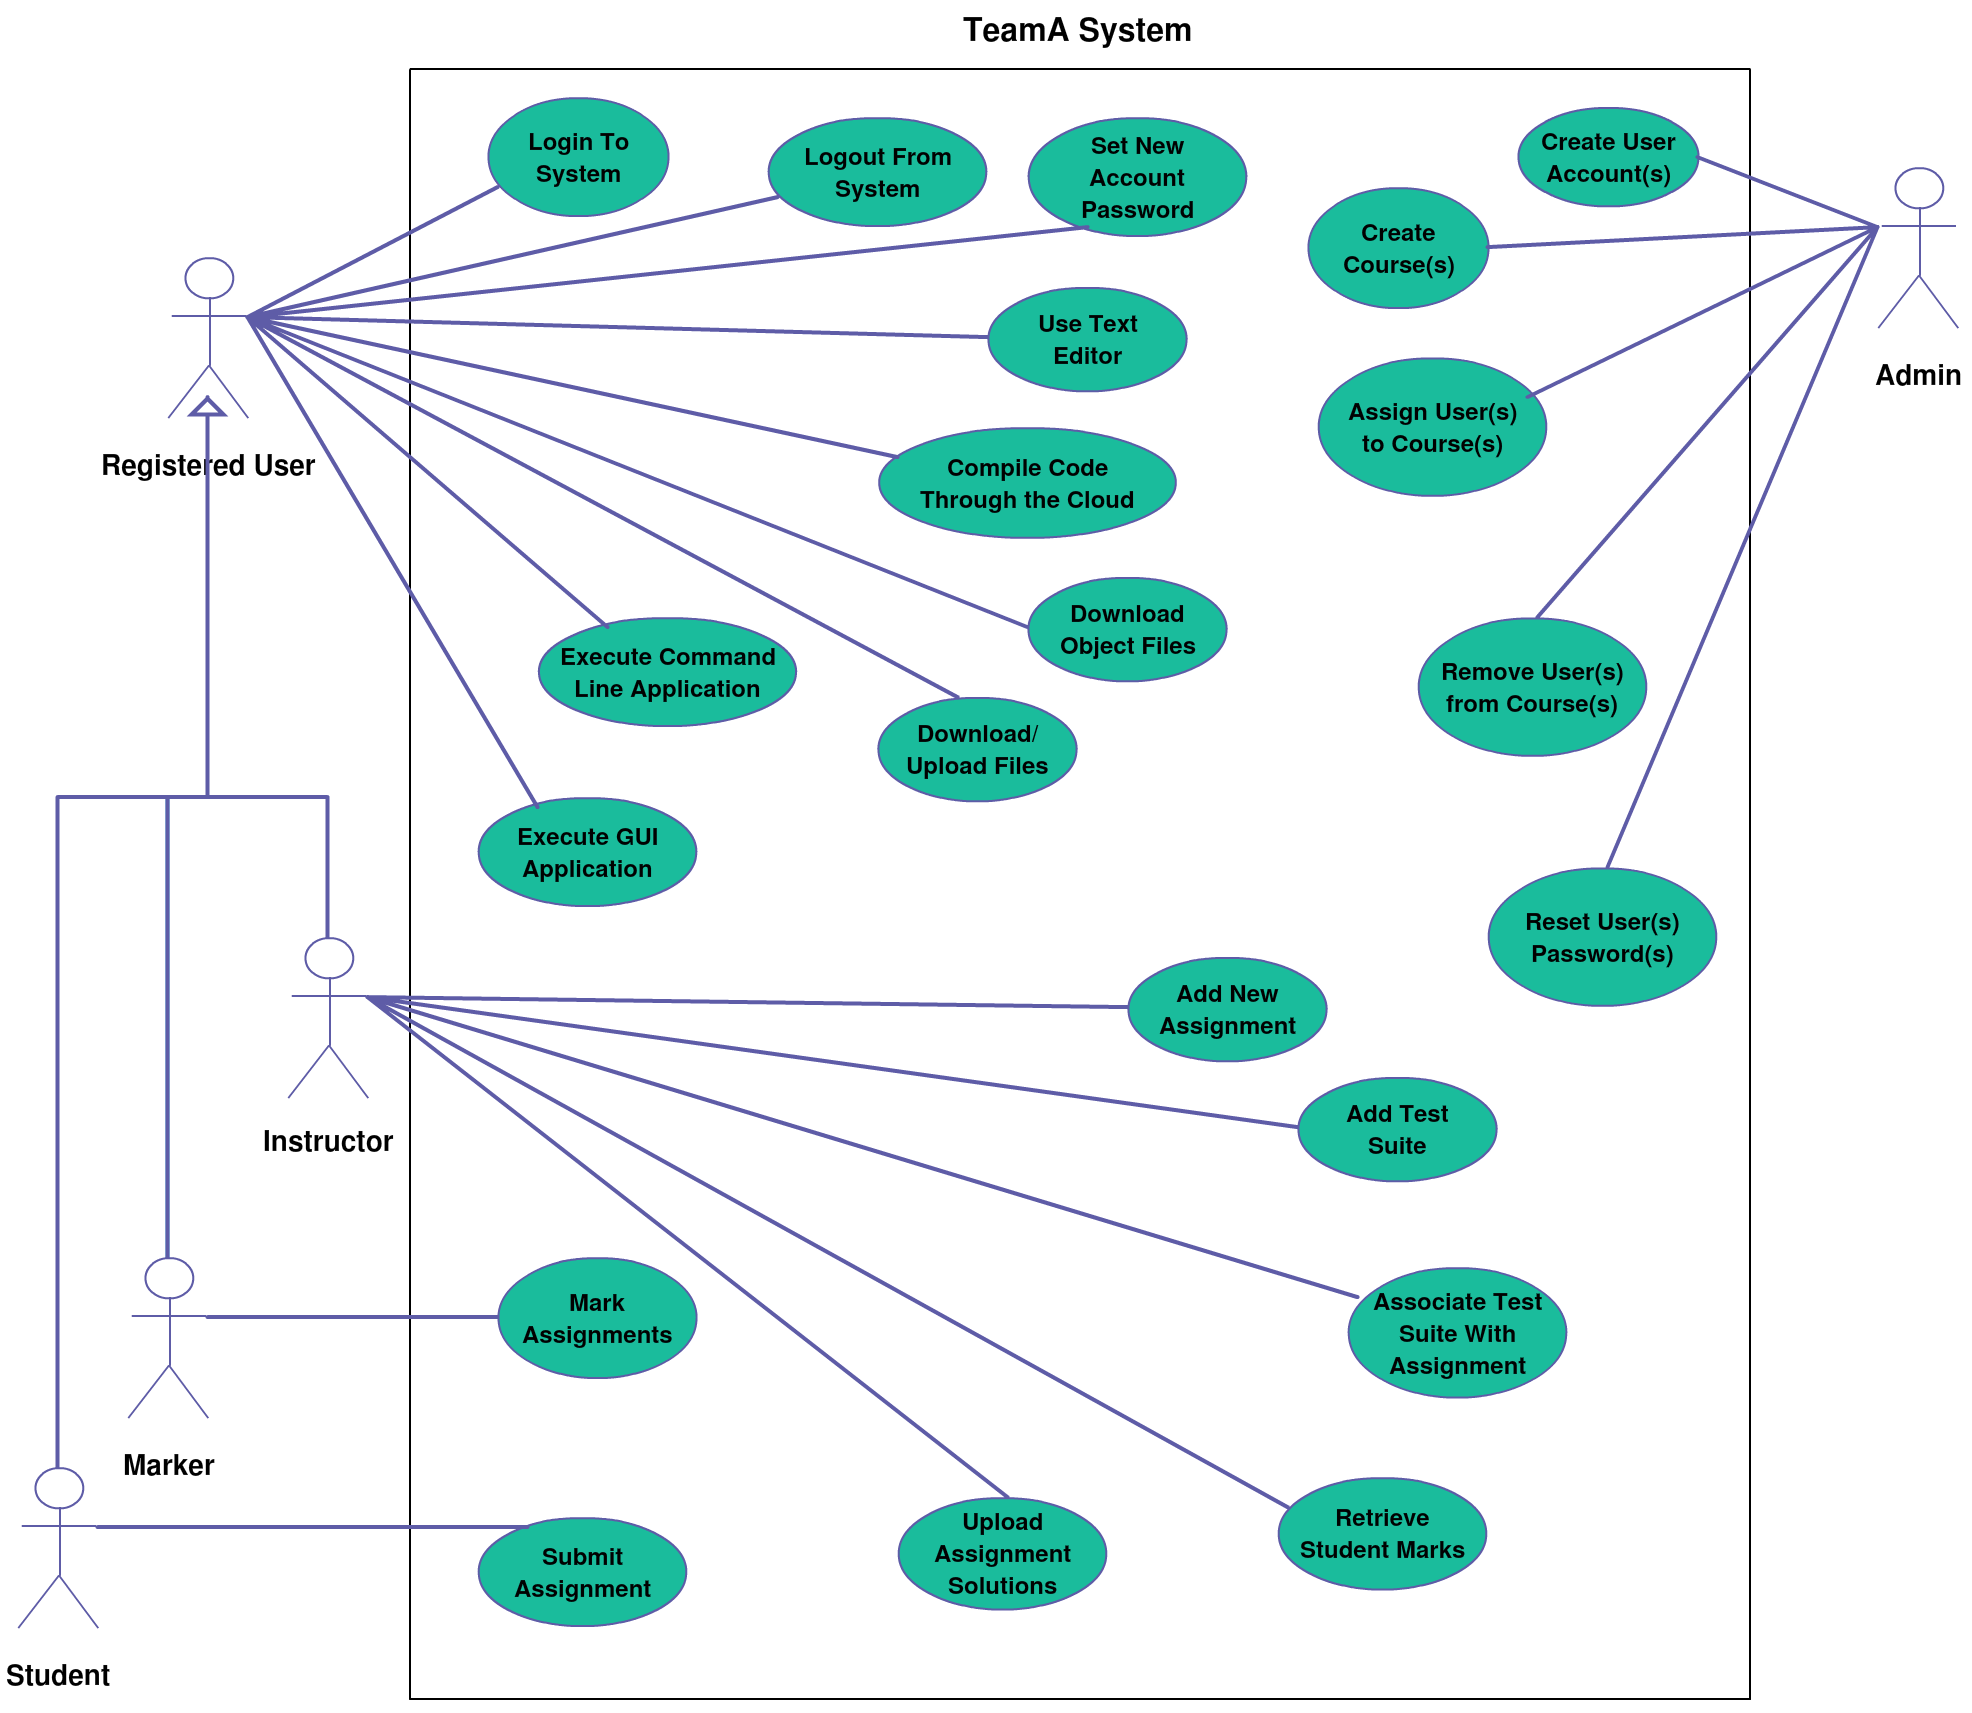 TeamA System
Login To
System
Logout From
System
Set New
Account
Password
Create User
Account(s)
Create
Course(s)
Use Text
Editor
Admin
Assign User(s)
to Course(s)
Registered User
Compile Code
Through the Cloud
Download
Object Files
Execute Command
Line Application
Remove User(s)
from Course(s)
Download/
Upload Files
Execute GUI
Application
Reset User(s)
Password(s)
Add New
Assignment
Add Test
Suite
Instructor
Mark
Assignments
Associate Test
Suite With
Assignment
Marker
Submit
Assignment
Upload
Assignment
Solutions
Retrieve
Student Marks
Student